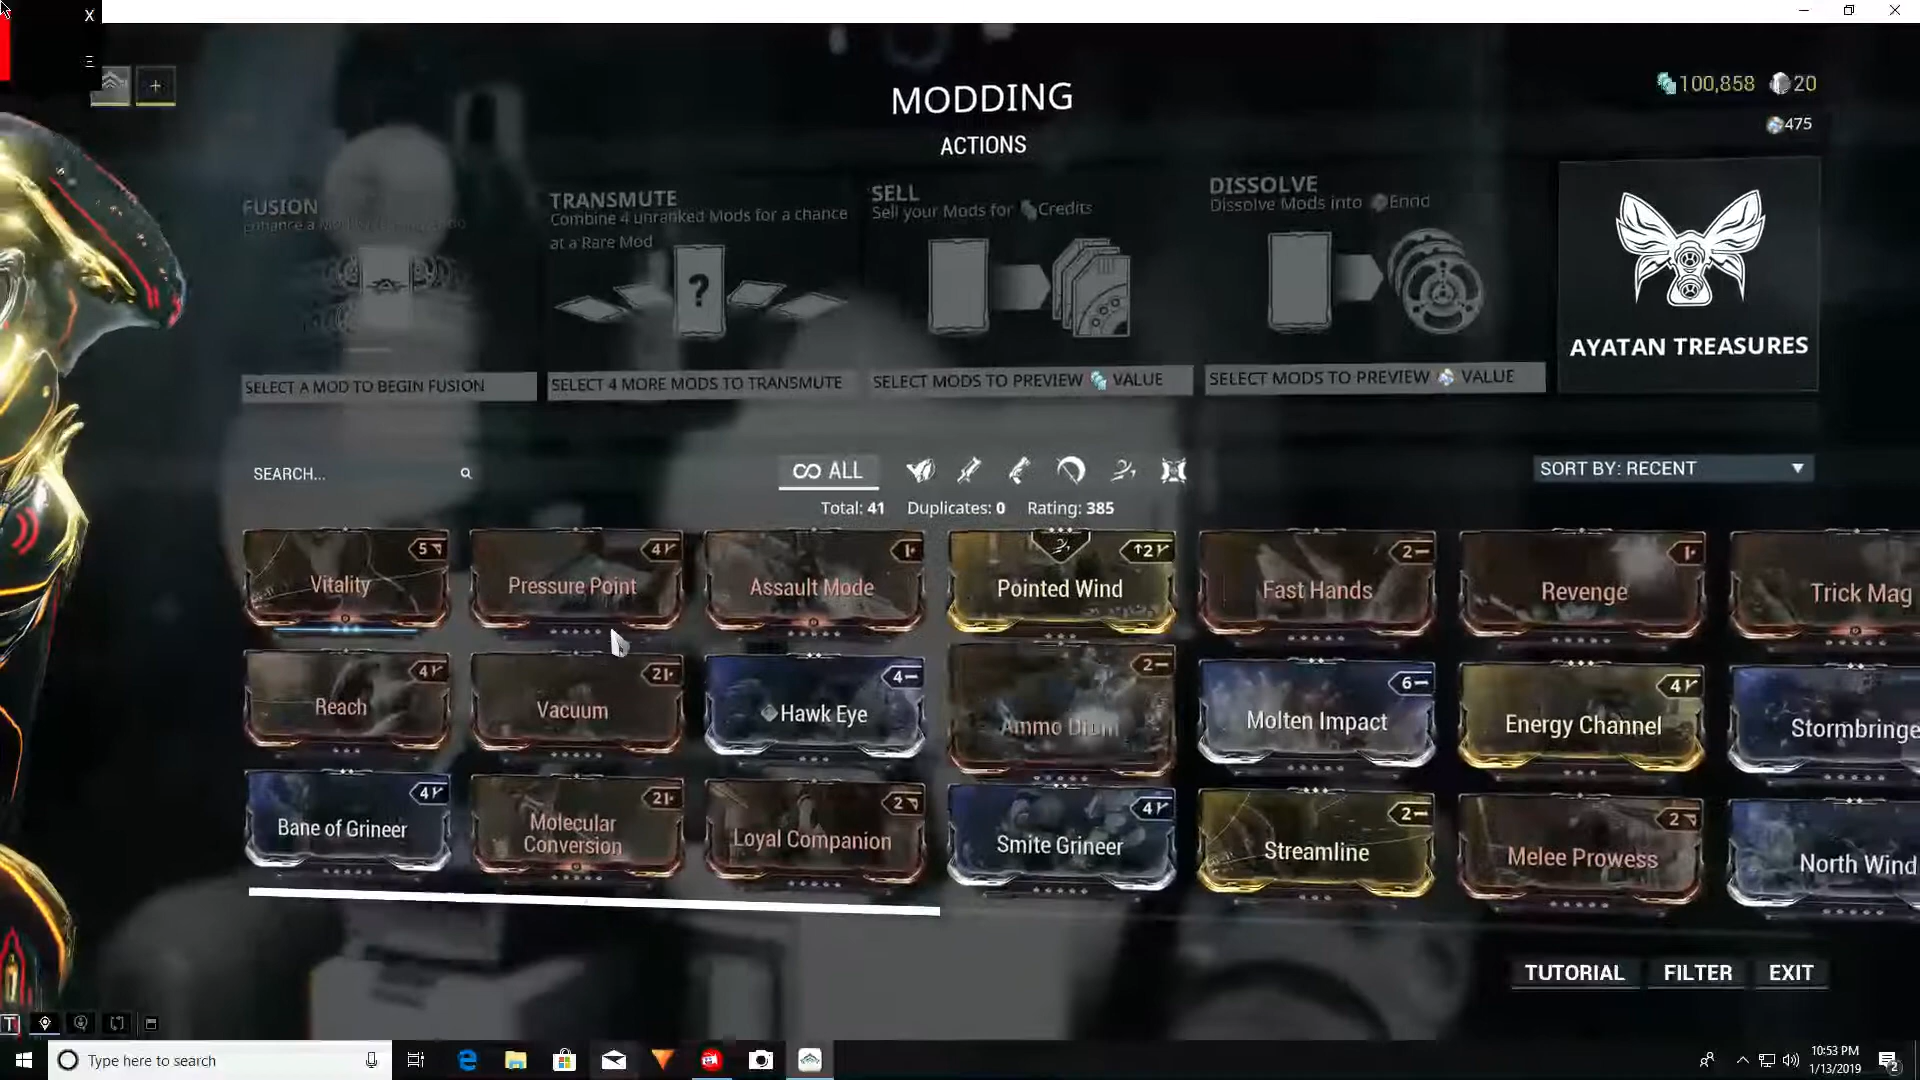 X
MODDING
ACTIONS
100,858 20
475
FUSION
TRANSMUTE
Combine 4 unranked Mods for a chance
at a Rare Mod
?
SELL
Sell your Mods for Credits
DISSOLVE
Dissolve Mods into
AYATAN TREASURES
SELECT A MOD TO BEGIN FUSION
SELECT 4 MORE MODS TO TRANSMUTE
SELECT MODS TO PREVIEW VALUE
SELECT MODS TO PREVIEW VALUE
SEARCH...
ALL
SORT BY: RECENT
Total: 41 Duplicates: 0 Rating: 385
5
Vitality
4
Pressure Point
Assault Mode
2
Pointed Wind
2
Fast Hands
Revenge
Trick Mag
4
Reach
2
Vacuum
4
Hawk Eye
2
Ammo Drum
6
Molten Impact
4
Energy Channel
Stormbringe
4
Bane of Grineer
2
Molecular
Conversion
2
Loyal Companion
4
Smite Grineer
2
Streamline
2
Melee Prowess
North Wind
TUTORIAL FILTER EXIT
T
Type here to search
10:53 PM
1/13/2019
2